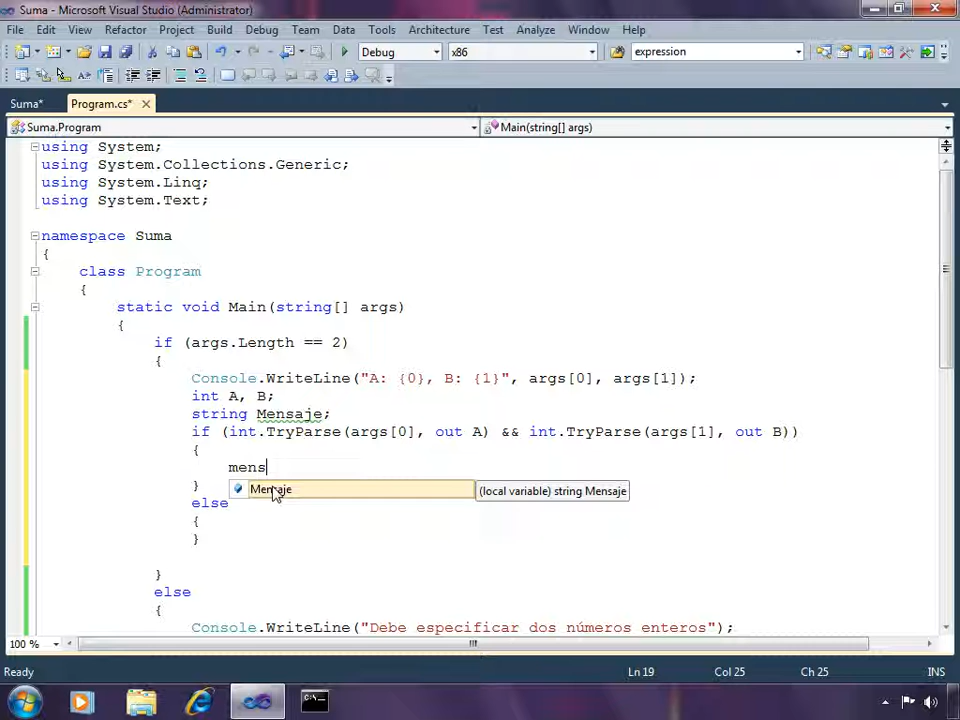 Suma - Microsoft Visual Studio (Administrator)
File Edit View Refactor Project Build Debug Team Data Tools Architecture Test Analyze Window Help
Debug x86 expression
Suma* Program.cs*
Suma.Program Main(string[] args)
using System;
using System.Collections.Generic;
using System.Linq;
using System.Text;
namespace Suma
{
class Program
{
static void Main(string[] args)
{
if (args.Length == 2)
{
Console.WriteLine("A: {0}, B: {1}", args[0], args[1]);
int A, B;
string Mensaje;
if (int.TryParse(args[0], out A) && int.TryParse(args[1], out B))
{
mens
} Mensaje (local variable) string Mensaje
else
{
}
}
else
{
Console.WriteLine("Debe especificar dos números enteros");
100 %
Ready Ln 19 Col 25 Ch 25 INS